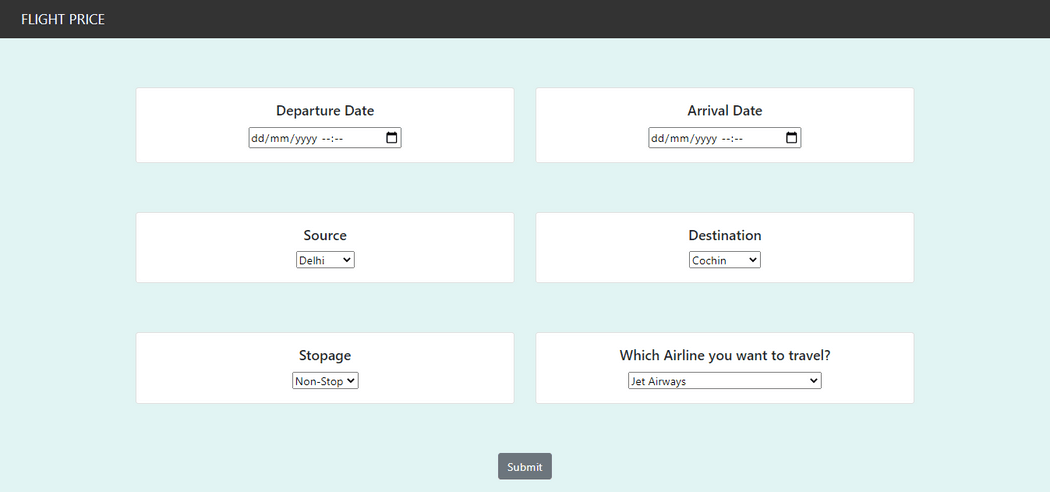 FLIGHT PRICE
Departure Date
dd/mm/yyyy --:--
Arrival Date
dd/mm/yyyy --:--
Source
Delhi
Destination
Cochin
Stopage
Non-Stop
Which Airline you want to travel?
Jet Airways
Submit